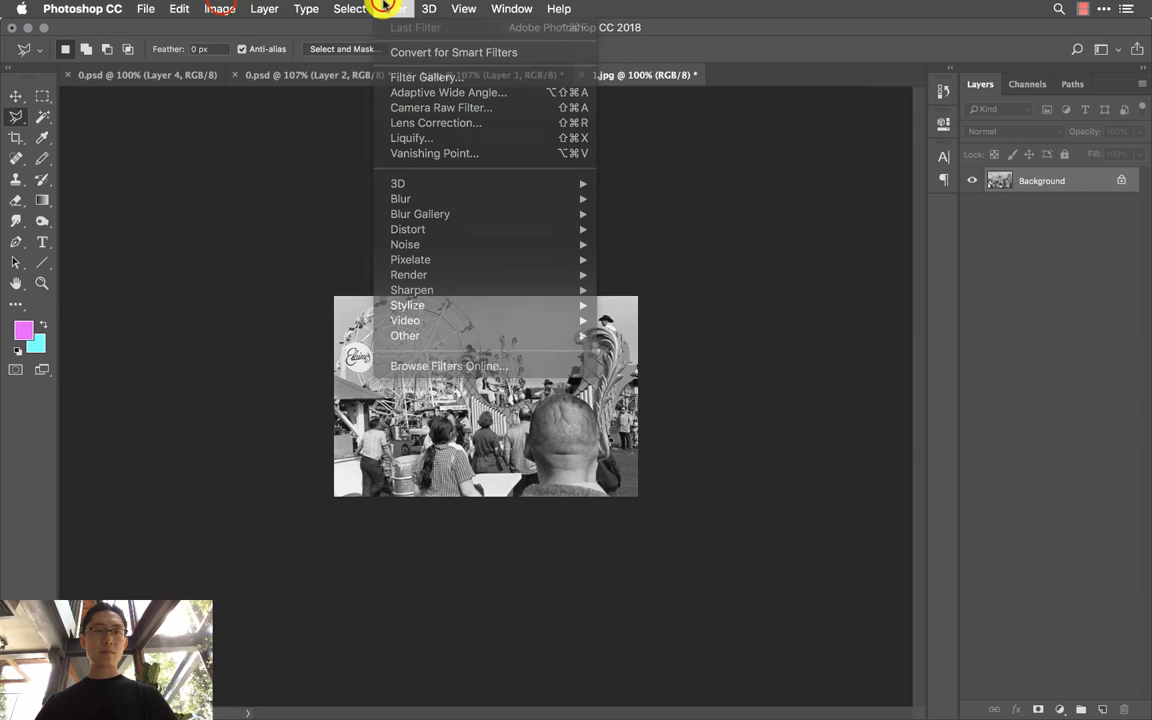 Photoshop CC File Edit Image Layer Type Select 3D View Window Help
Last Filter Adobe CC 2018
Feather: 0 px Anti-alias Select and Mask...
0.psd @ 100% (Layer 4, RGB/8) 0.psd @ 107% (Layer 2, RGB/8) * 107% (Layer 1, RGB/8) * 1.jpg @ 100% (RGB/8) *
Convert for Smart Filters
Filter Gallery...
Adaptive Wide Angle... ⌥⇧⌘A
Camera Raw Filter... ⇧⌘A
Lens Correction... ⇧⌘R
Liquify... ⇧⌘X
Vanishing Point... ⌥⌘V
3D
Blur
Blur Gallery
Distort
Noise
Pixelate
Render
Sharpen
Stylize
Video
Other
Browse Filters Online...
Elaine's
Layers Channels Paths
Kind
Normal Opacity: 100%
Lock: Fill: 100%
Background